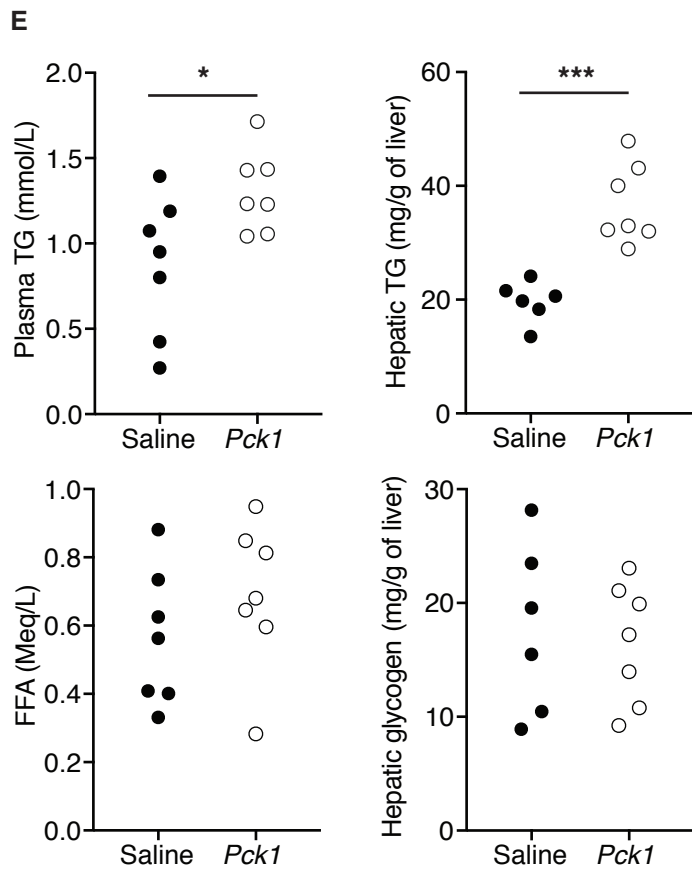 E
Plasma TG (mmol/L)
2.0
1.5
1.0
0.5
0.0
*
Saline
Pck1
Hepatic TG (mg/g of liver)
60
40
20
0
***
Saline
Pck1
FFA (Meq/L)
1.0
0.8
0.6
0.4
0.2
0.0
Saline
Pck1
Hepatic glycogen (mg/g of liver)
30
20
10
0
Saline
Pck1